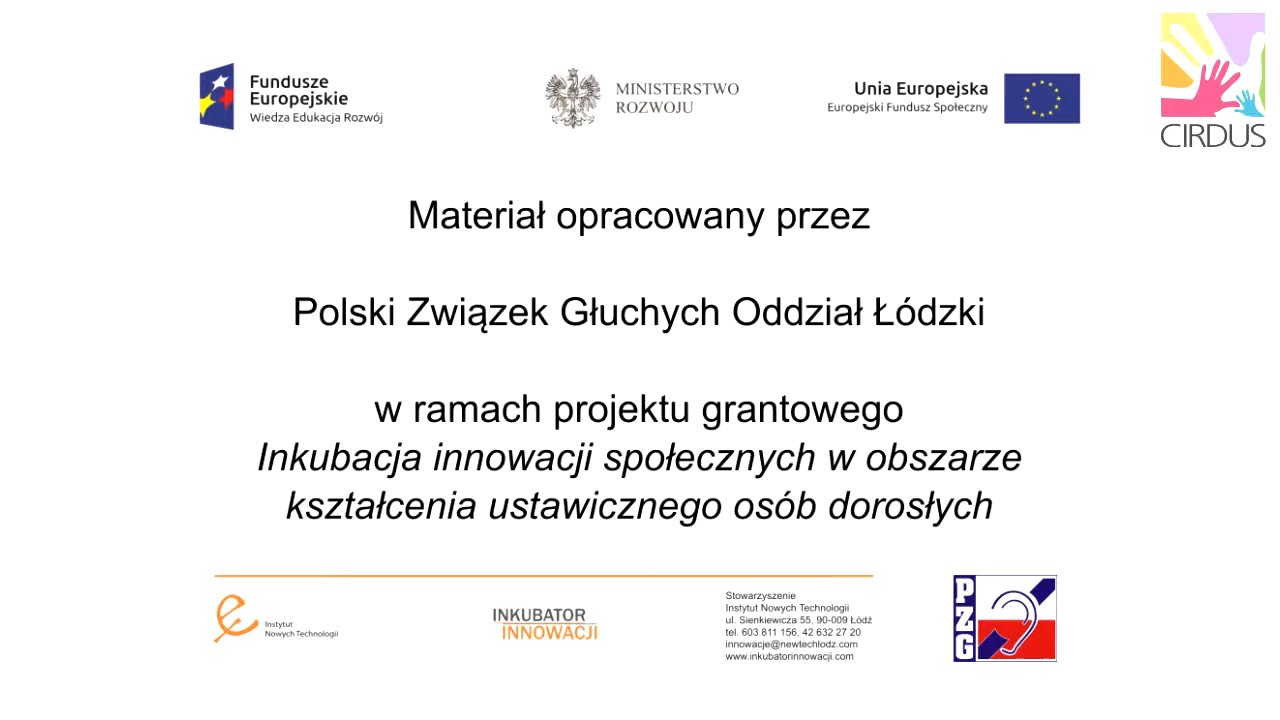 Fundusze
Europejskie
Wiedza Edukacja Rozwój
MINISTERSTWO
ROZWOJU
Unia Europejska
Europejski Fundusz Społeczny
CIRDUS
Materiał opracowany przez
Polski Związek Głuchych Oddział Łódzki
w ramach projektu grantowego
Inkubacja innowacji społecznych w obszarze
kształcenia ustawicznego osób dorosłych
Instytut
Nowych Technologii
INKUBATOR
INNOWACJI
Stowarzyszenie
Instytut Nowych Technologii
ul. Sienkiewicza 55, 90-009 Łódź
tel. 603 811 156, 42 632 27 20
innowacje@newtechlodz.com
www.inkubatorinnowacji.com
PZG